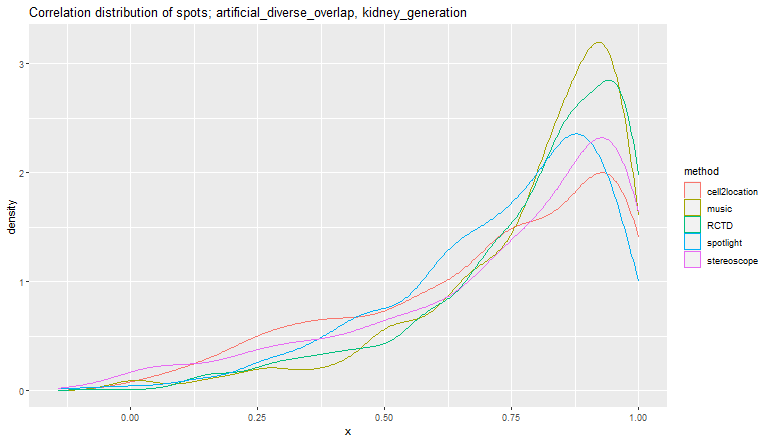 Correlation distribution of spots; artificial_diverse_overlap, kidney_generation
3
2
1
0
density
0.00 0.25 0.50 0.75 1.00
x
method
cell2location
music
RCTD
spotlight
stereoscope